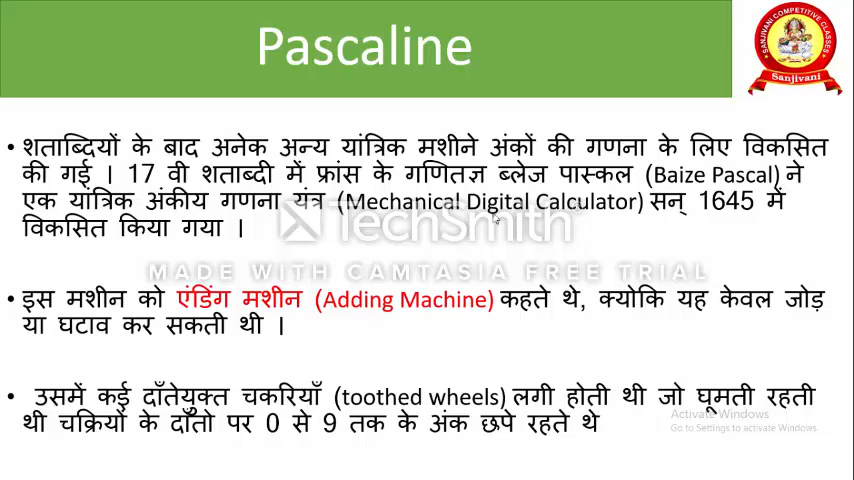 Pascaline
SANJIVANI COMPETITIVE CLASSES
Sanjivani
• शताब्दियों के बाद अनेक अन्य यांत्रिक मशीने अंकों की गणना के लिए विकसित
की गई । 17 वी शताब्दी में फ्रांस के गणितज्ञ ब्लेज पास्कल (Baize Pascal) ने
एक यांत्रिक अंकीय गणना यंत्र (Mechanical Digital Calculator) सन् 1645 में
विकसित किया गया ।
TechSmith
MADE WITH CAMTASIA FREE TRIAL
• इस मशीन को एंडिंग मशीन (Adding Machine) कहते थे, क्योकि यह केवल जोड़
या घटाव कर सकती थी ।
• उसमें कई दाँतेयुक्त चकरियाँ (toothed wheels) लगी होती थी जो घूमती रहती
थी चक्रियो के दाँतो पर 0 से 9 तक के अंक छपे रहते थे
Activate Windows
Go to Settings to activate Windows.